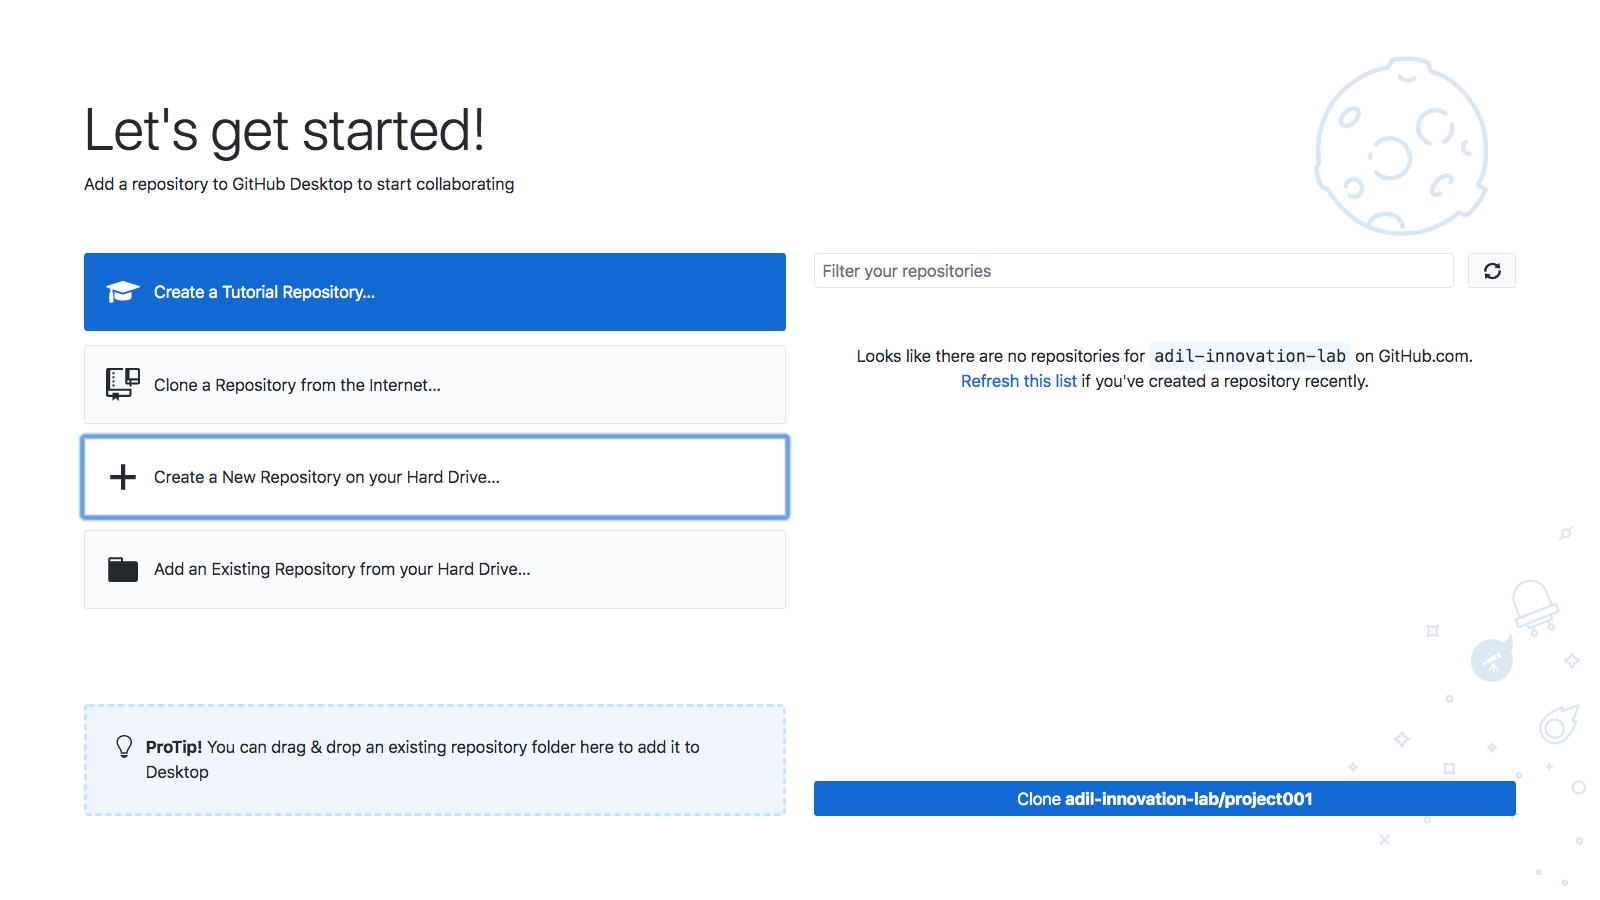 Let's get started!
Add a repository to GitHub Desktop to start collaborating
Create a Tutorial Repository...
Clone a Repository from the Internet...
Create a New Repository on your Hard Drive...
Add an Existing Repository from your Hard Drive...
ProTip! You can drag & drop an existing repository folder here to add it to
Desktop
Filter your repositories
Looks like there are no repositories for adil-innovation-lab on GitHub.com.
Refresh this list if you've created a repository recently.
Clone adil-innovation-lab/project001